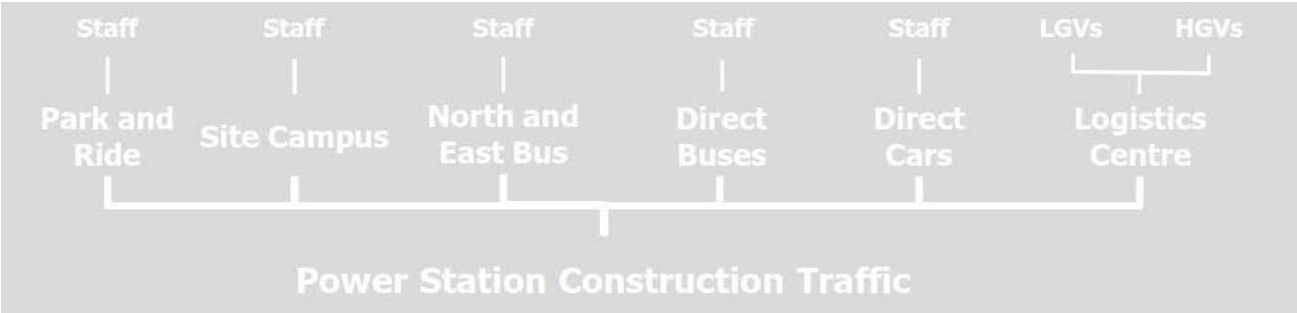 Staff Staff Staff Staff Staff LGVs HGVs
Park and
Ride
Site Campus
North and
East Bus
Direct
Buses
Direct
Cars
Logistics
Centre
Power Station Construction Traffic